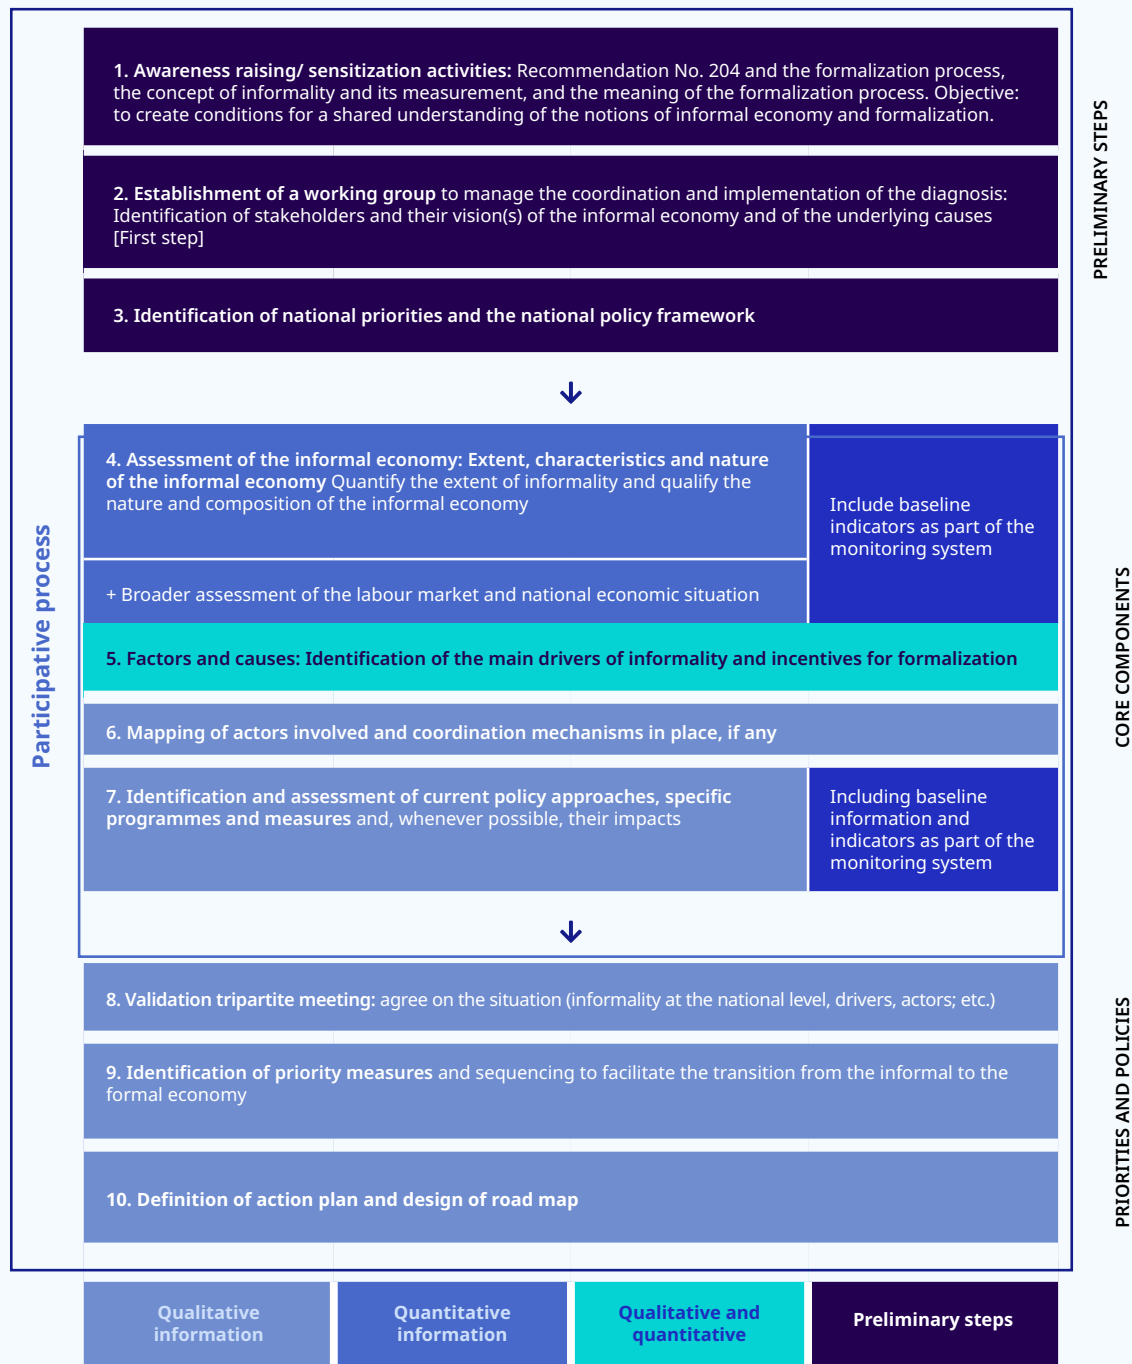 1. Awareness raising/ sensitization activities: Recommendation No. 204 and the formalization process,
the concept of informality and its measurement, and the meaning of the formalization process. Objective:
to create conditions for a shared understanding of the notions of informal economy and formalization.
2. Establishment of a working group to manage the coordination and implementation of the diagnosis:
Identification of stakeholders and their vision(s) of the informal economy and of the underlying causes
[First step]
3. Identification of national priorities and the national policy framework
PRELIMINARY STEPS
Participative process
4. Assessment of the informal economy: Extent, characteristics and nature
of the informal economy Quantify the extent of informality and qualify the
nature and composition of the informal economy
+ Broader assessment of the labour market and national economic situation
Include baseline
indicators as part of the
monitoring system
5. Factors and causes: Identification of the main drivers of informality and incentives for formalization
6. Mapping of actors involved and coordination mechanisms in place, if any
7. Identification and assessment of current policy approaches, specific
programmes and measures and, whenever possible, their impacts
Including baseline
information and
indicators as part of the
monitoring system
CORE COMPONENTS
8. Validation tripartite meeting: agree on the situation (informality at the national level, drivers, actors; etc.)
9. Identification of priority measures and sequencing to facilitate the transition from the informal to the
formal economy
10. Definition of action plan and design of road map
PRIORITIES AND POLICIES
Qualitative
information
Quantitative
information
Qualitative and
quantitative
Preliminary steps